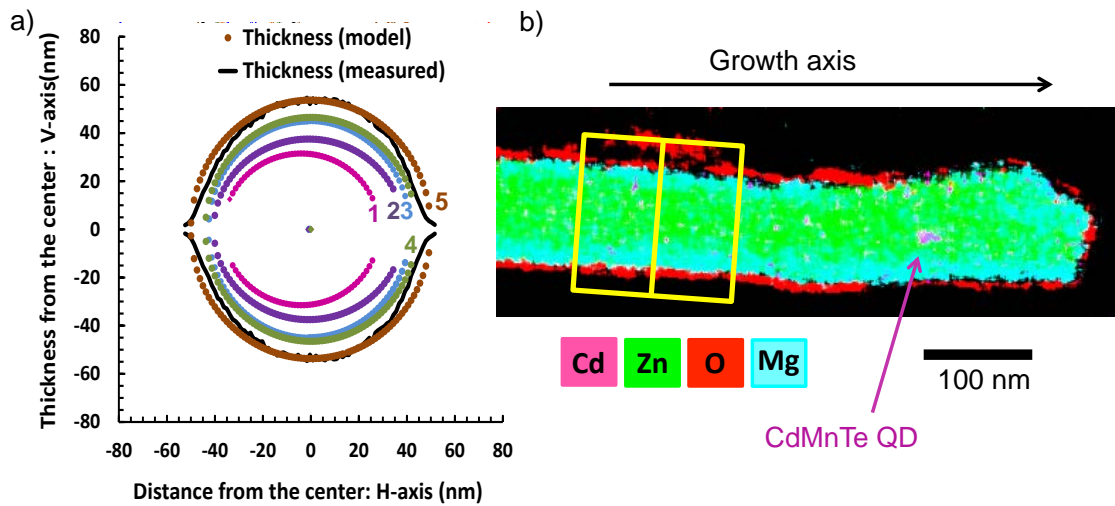 a)
Thickness from the center : V-axis(nm)
80
60
40
20
0
-20
-40
-60
-80
Thickness (model)
Thickness (measured)
1
2
3
5
4
-80
-60
-40
-20
0
20
40
60
80
Distance from the center: H-axis (nm)
b)
Growth axis
Cd
Zn
O
Mg
100 nm
CdMnTe QD